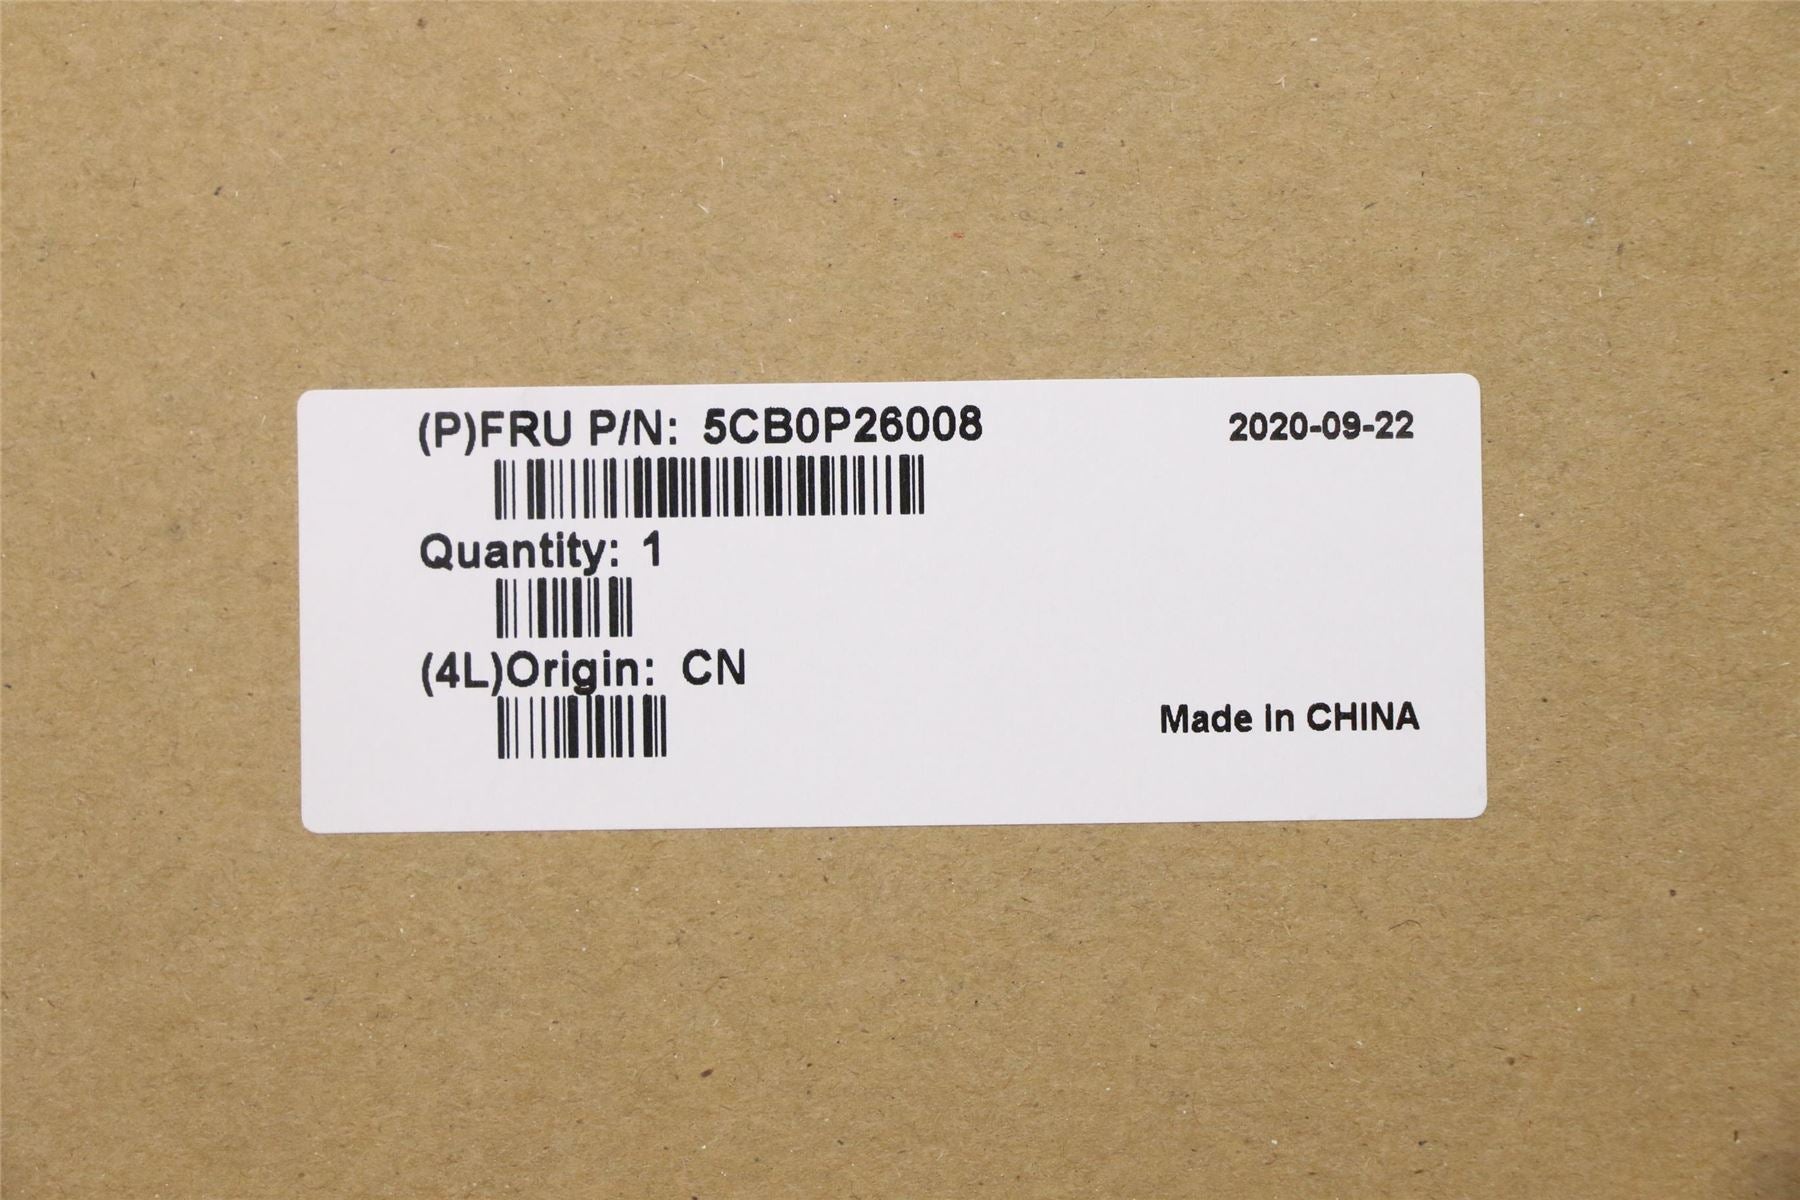 (P)FRU P/N: 5CB0P26008
2020-09-22
Quantity: 1
(4L)Origin: CN
Made in CHINA